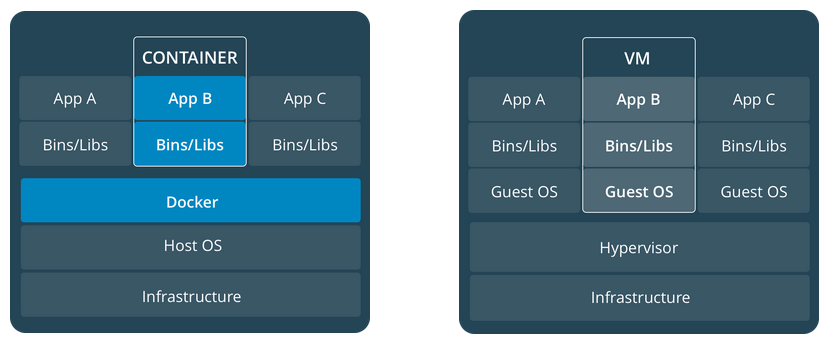 CONTAINER
App A
App B
App C
Bins/Libs
Bins/Libs
Bins/Libs
Docker
Host OS
Infrastructure
VM
App A
App B
App C
Bins/Libs
Bins/Libs
Bins/Libs
Guest OS
Guest OS
Guest OS
Hypervisor
Infrastructure